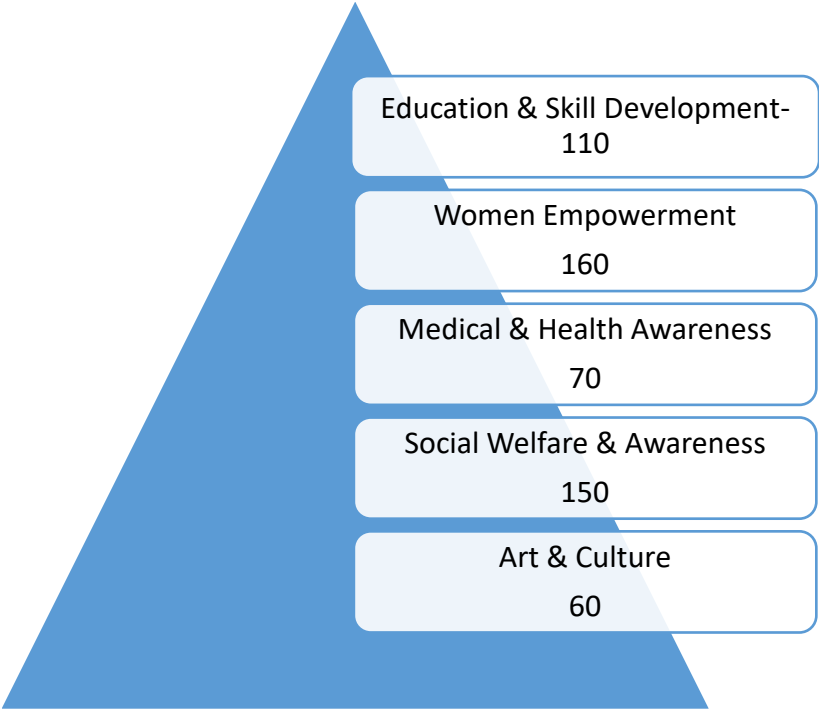 Education & Skill Development-
110
Women Empowerment
160
Medical & Health Awareness
70
Social Welfare & Awareness
150
Art & Culture
60